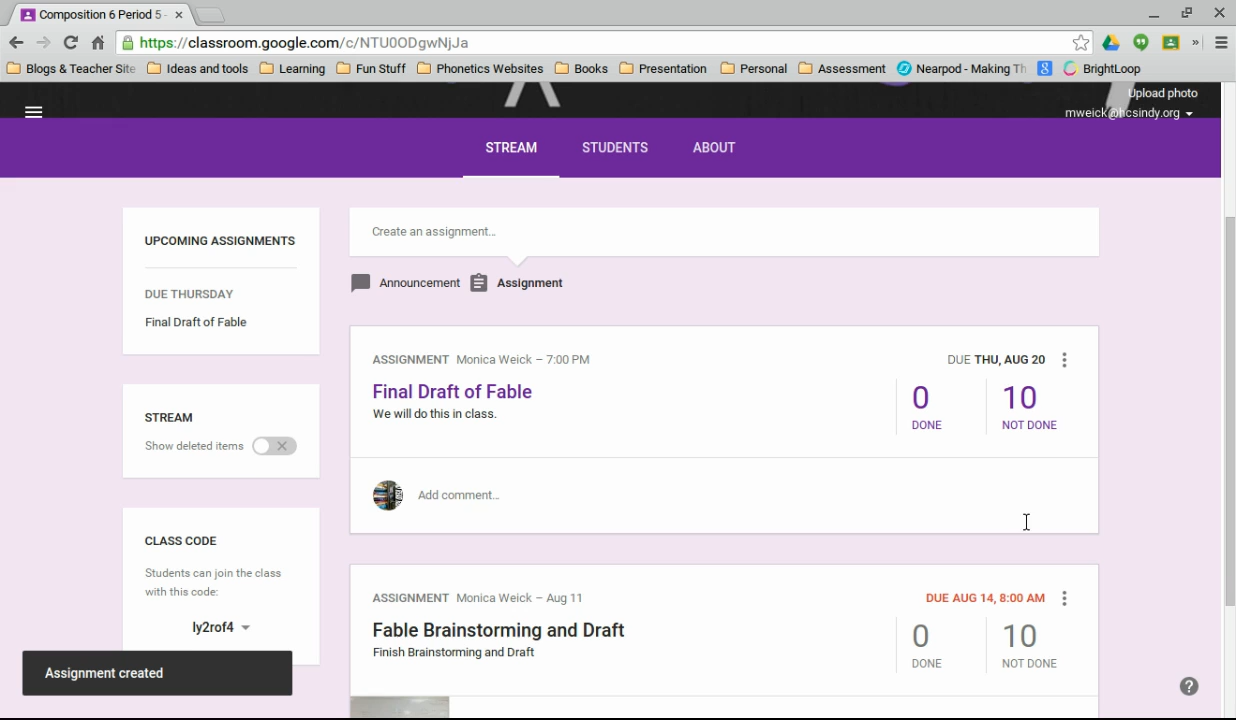 Composition 6 Period 5 -
https://classroom.google.com/c/NTU0ODgwNjJa
Blogs & Teacher Site Ideas and tools Learning Fun Stuff Phonetics Websites Books Presentation Personal Assessment Nearpod - Making Th BrightLoop
Upload photo
mweick@hcsindy.org
STREAM STUDENTS ABOUT
UPCOMING ASSIGNMENTS
DUE THURSDAY
Final Draft of Fable
STREAM
Show deleted items
CLASS CODE
Students can join the class
with this code:
ly2rof4
Assignment created
Create an assignment...
Announcement Assignment
ASSIGNMENT Monica Weick – 7:00 PM DUE THU, AUG 20
Final Draft of Fable
We will do this in class.
0 10
DONE NOT DONE
Add comment...
ASSIGNMENT Monica Weick – Aug 11 DUE AUG 14, 8:00 AM
Fable Brainstorming and Draft
Finish Brainstorming and Draft
0 10
DONE NOT DONE